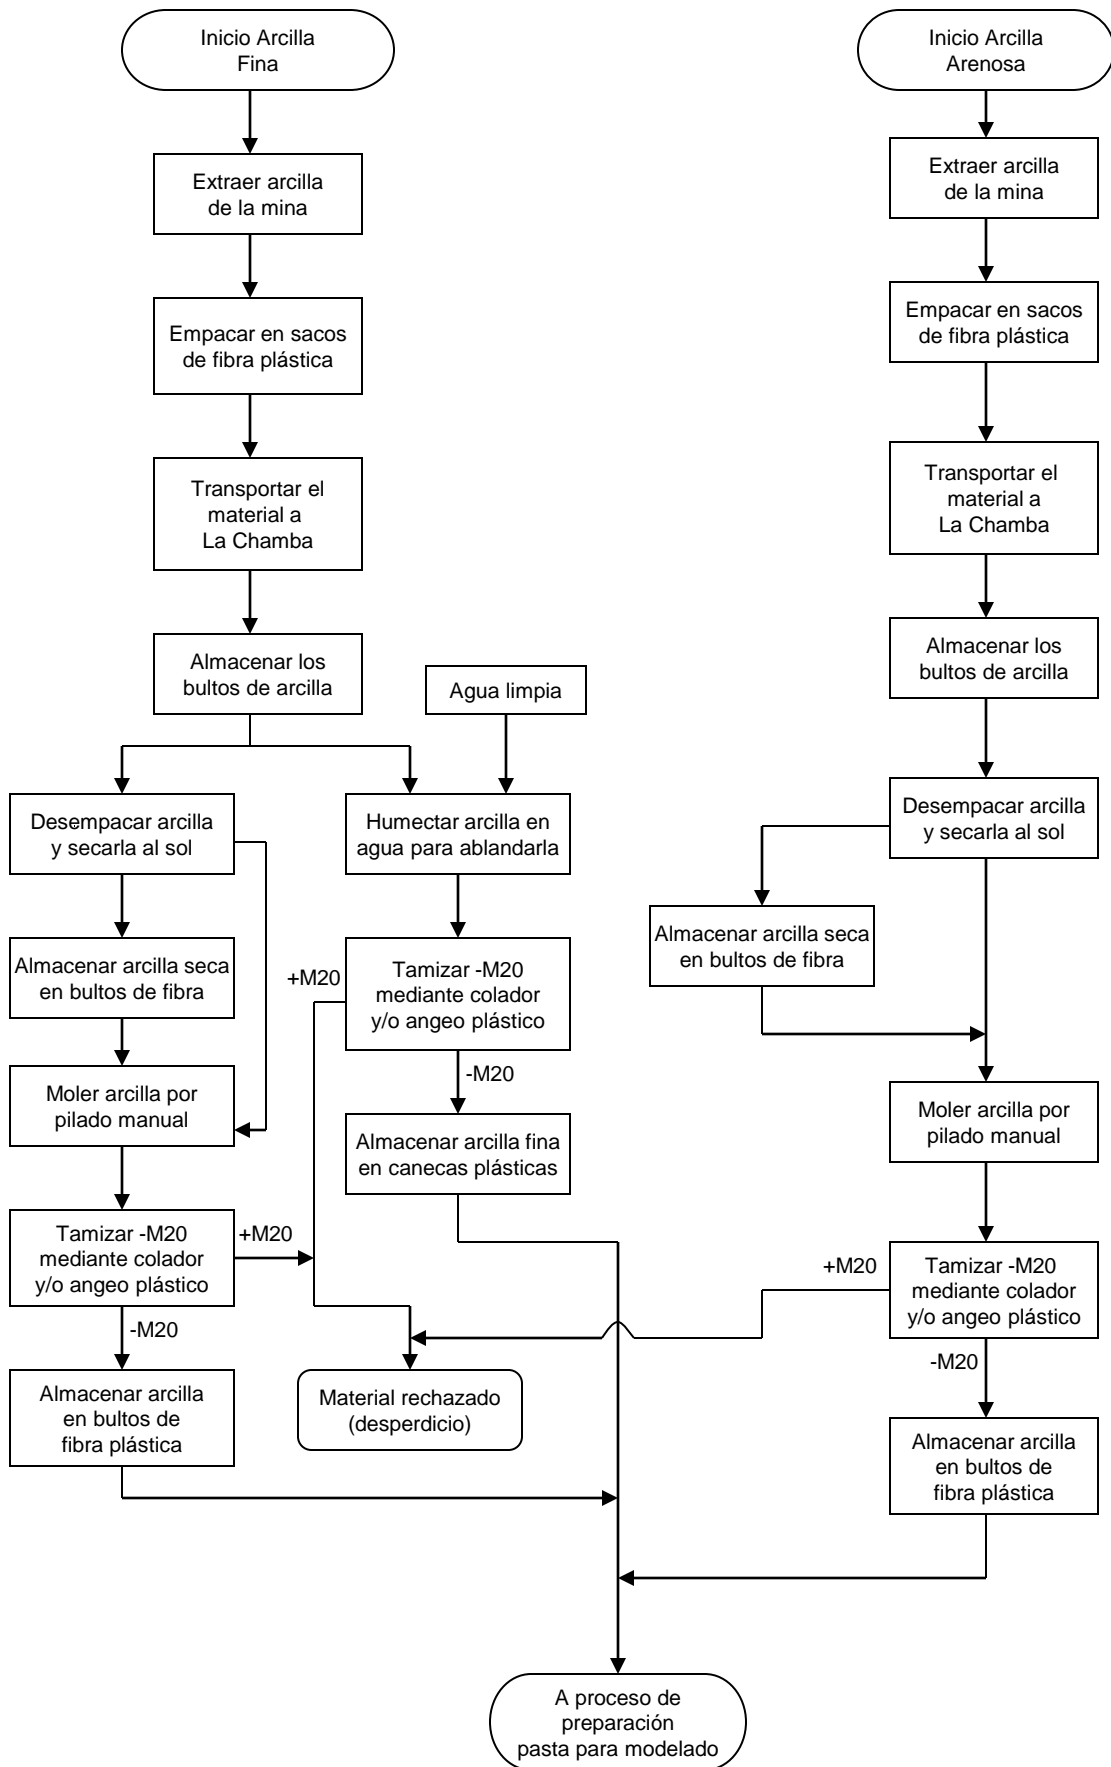 Inicio Arcilla
Fina
Extraer arcilla
de la mina
Empacar en sacos
de fibra plástica
Transportar el
material a
La Chamba
Almacenar los
bultos de arcilla
Agua limpia
Desempacar arcilla
y secarla al sol
Humectar arcilla en
agua para ablandarla
Almacenar arcilla seca
en bultos de fibra
+M20
Tamizar -M20
mediante colador
y/o angeo plástico
-M20
Moler arcilla por
pilado manual
Almacenar arcilla fina
en canecas plásticas
Tamizar -M20
mediante colador
y/o angeo plástico
+M20
-M20
Almacenar arcilla
en bultos de
fibra plástica
Material rechazado
(desperdicio)
Inicio Arcilla
Arenosa
Extraer arcilla
de la mina
Empacar en sacos
de fibra plástica
Transportar el
material a
La Chamba
Almacenar los
bultos de arcilla
Desempacar arcilla
y secarla al sol
Almacenar arcilla seca
en bultos de fibra
Moler arcilla por
pilado manual
+M20
Tamizar -M20
mediante colador
y/o angeo plástico
-M20
Almacenar arcilla
en bultos de
fibra plástica
A proceso de
preparación
pasta para modelado